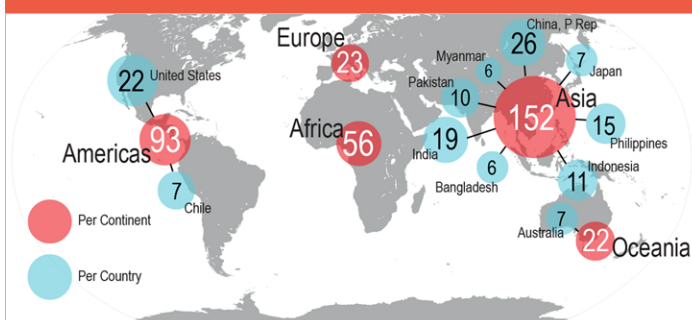 China, P Rep
26
Europe
23
Myanmar
6
7
Japan
22
United States
Pakistan
10
Asia
152
93
Americas
Africa
56
19
India
15
Philippines
6
Bangladesh
Indonesia
11
7
Chile
Per Continent
7
Australia
22
Oceania
Per Country